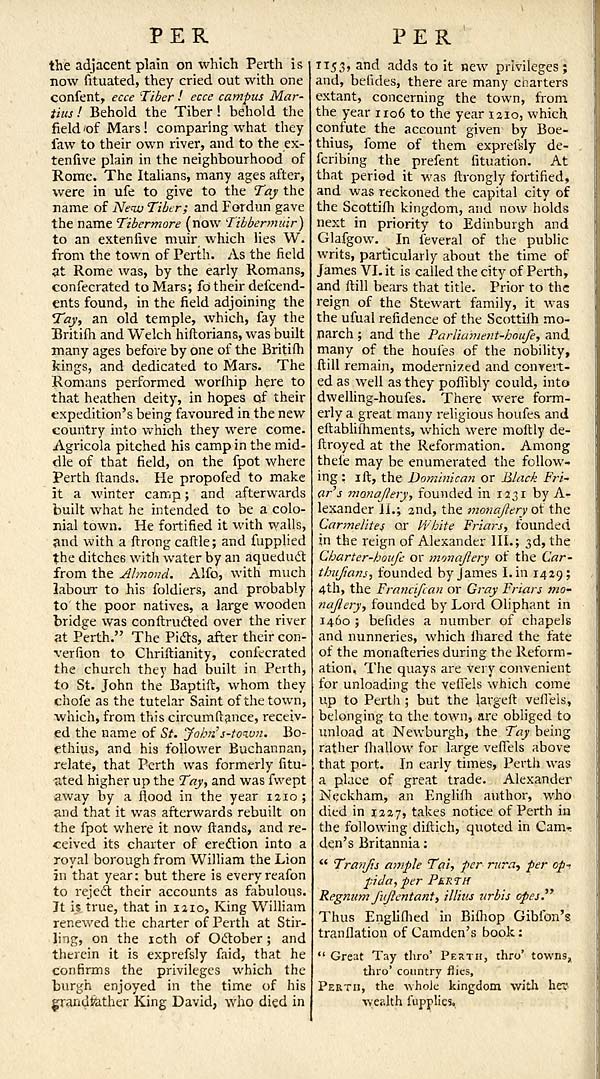 PER
the adjacent plain on which Perth is
now ſituated, they cried out with one
conſent, ecce Tiber! ecce campus Mar-
tius! Behold the Tiber! behold the
field of Mars! comparing what they
ſaw to their own river, and to the ex-
tenſive plain in the neighbourhood of
Rome. The Italians, many ages after,
were in uſe to give to the Tay the
name of New Tiber; and Fordun gave
the name Tibermore (now Tibbermuir)
to an extenſive muir which lies W.
from the town of Perth. As the field
at Rome was, by the early Romans,
conſecrated to Mars; ſo their deſcend-
ents found, in the field adjoining the
Tay, an old temple, which, ſay the
Britiſh and Welch hiſtorians, was built
many ages before by one of the Britiſh
kings, and dedicated to Mars. The
Romans performed worſhip here to
that heathen deity, in hopes of their
expedition's being favoured in the new
country into which they were come.
Agricola pitched his camp in the mid-
dle of that field, on the ſpot where
Perth ſtands. He propoſed to make
it a winter camp; and afterwards
built what he intended to be a colo-
nial town. He fortified it with walls,
and with a ſtrong caſtle; and ſupplied
the ditches with water by an aqueduct
from the Almond. Alſo, with much
labour to his ſoldiers, and probably
to the poor natives, a large wooden
bridge was conſtructed over the river
at Perth." The Picts, after their con-
verſion to Chriſtianity, conſecrated
the church they had built in Perth,
to St. John the Baptiſt, whom they
choſe as the tutelar Saint of the town,
which, from this circumſtance, receiv-
ed the name of St. John's-town. Bo-
ethius, and his follower Buchannan,
relate, that Perth was formerly ſitu-
ated higher up the Tay, and was ſwept
away by a flood in the year 1210;
and that it was afterwards rebuilt on
the ſpot where it now ſtands, and re-
ceived its charter of erection into a
royal borough from William the Lion
in that year: but there is every reaſon
to reject their accounts as fabulous.
It is true, that in 1210, King William
renewed the charter of Perth at Stir-
ling, on the 10th of October; and
therein it is expreſsly ſaid, that he
confirms the privileges which the
burgh enjoyed in the time of his
grandfather King David, who died in
PER
1153, and adds to it new privileges;
and, beſides, there are many charters
extant, concerning the town, from
the year 1106 to the year 1210, which
confute the account given by Boe-
thius, ſome of them expreſsly de-
ſcribing the preſent ſituation. At
that period it was ſtrongly fortified,
and was reckoned the capital city of
the Scottiſh kingdom, and now holds
next in priority to Edinburgh and
Glaſgow. In ſeveral of the public
writs, particularly about the time of
James VI. it is called the city of Perth,
and ſtill bears that title. Prior to the
reign of the Stewart family, it was
the uſual reſidence of the Scottiſh mo-
narch; and the Parliament-houſe, and
many of the houſes of the nobility,
ſtill remain, modernized and convert-
ed as well as they poſſibly could, into
dwelling-houſes. There were form-
erly a great many religious houſes and
eſtabliſhments, which were moſtly de-
ſtroyed at the Reformation. Among
theſe may be enumerated the follow-
ing: 1ſt, the Dominican or Black Fri-
ar's monaſtery, founded in 1231 by A-
lexander II.; 2nd, the monaſtery of the
Carmelites or White Friars, founded
in the reign of Alexander III.; 3d, the
Charter-houſe or monaſtery of the Car-
thuſians, founded by James I. in 1429;
4th, the Franciſcan or Gray Friars mo-
naſtery, founded by Lord Oliphant in
1460; beſides a number of chapels
and nunneries, which ſhared the fate
of the monaſteries during the Reform-
ation. The quays are very convenient
for unloading the veſſels which come
up to Perth; but the largeſt veſſels,
belonging to the town, are obliged to
unload at Newburgh, the Tay being
rather ſhallow for large veſſels above
that port. In early times, Perth was
a place of great trade. Alexander
Neckham, an Engliſh author, who
died in 1227, takes notice of Perth in
the following diſtich, quoted in Cam-
den's Britannia:
" Tranſis ample Tai, per rura, per op-
pida, per PERTH
Regnum ſuſtentant, illius urbis opes."
Thus Engliſhed in Biſhop Gibſon's
tranſlation of Camden's book:
" Great Tay thro' PERTH, thro' towns,
thro' country flies,
PERTH, the whole kingdom with her
wealth ſupplies.